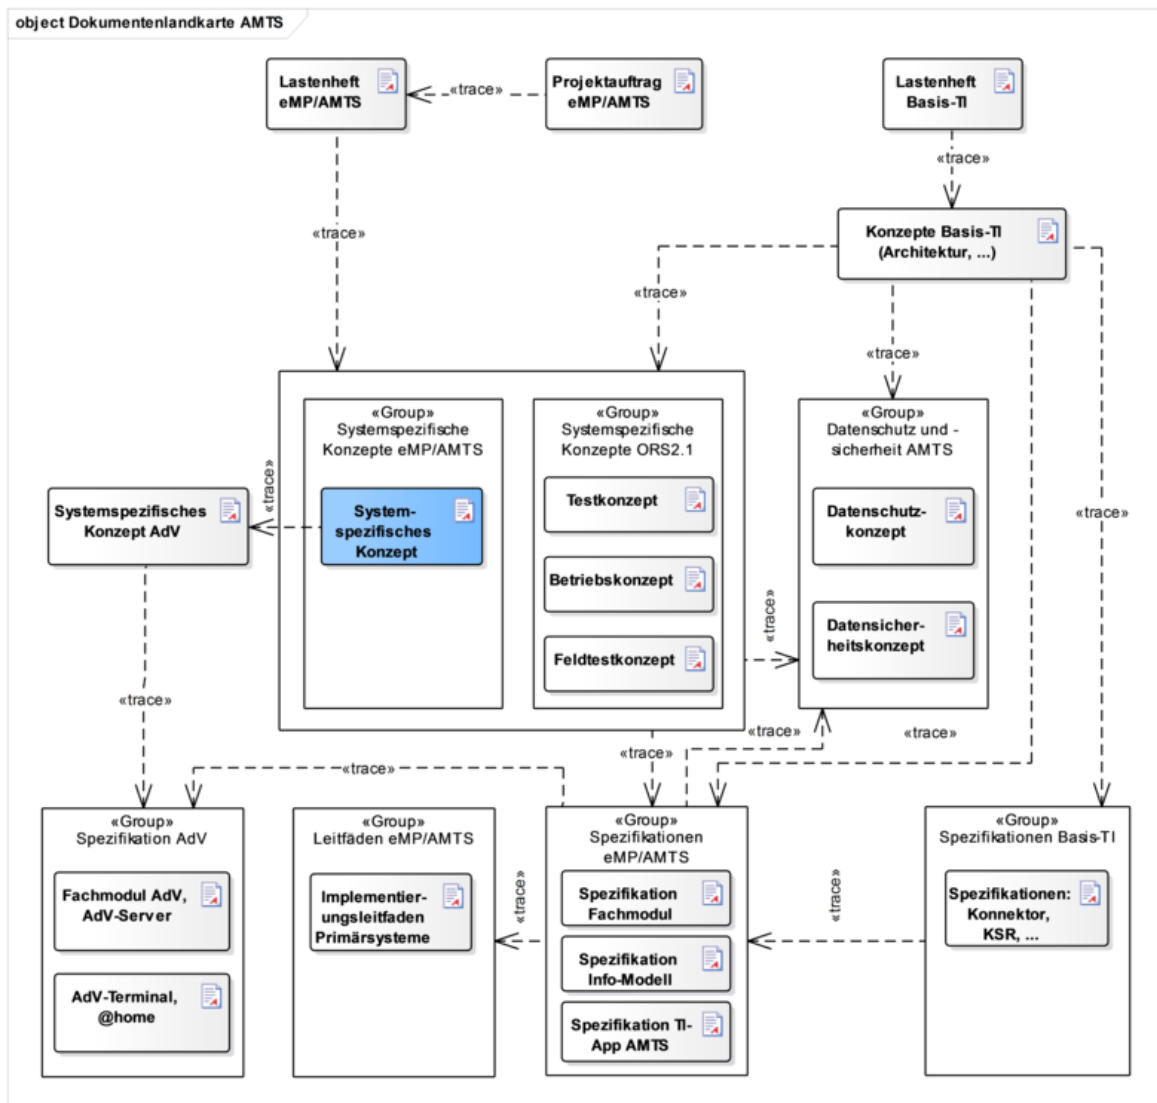 object Dokumentenlandkarte AMTS
Lastenheft
eMP/AMTS
«trace»
Projektauftrag
eMP/AMTS
Lastenheft
Basis-TI
«trace»
Konzepte Basis-TI
(Architektur, ...)
«trace»
«trace»
«trace»
«Group»
Systemspezifische
Konzepte eMP/AMTS
System-
spezifisches
Konzept
«Group»
Systemspezifische
Konzepte ORS2.1
Testkonzept
Betriebskonzept
Feldtestkonzept
«Group»
Datenschutz und -
sicherheit AMTS
Datenschutz-
konzept
Datensicher-
heitskonzept
«trace»
Systemspezifisches
Konzept AdV
«trace»
«trace»
«trace»
«trace»
«trace»
«trace»
«trace»
«Group»
Spezifikation AdV
Fachmodul AdV,
AdV-Server
AdV-Terminal,
@home
«trace»
«Group»
Leitfäden eMP/AMTS
Implementier-
ungsleitfaden
Primärsysteme
«trace»
«Group»
Spezifikationen
eMP/AMTS
Spezifikation
Fachmodul
Spezifikation
Info-Modell
Spezifikation TI-
App AMTS
«trace»
«Group»
Spezifikationen Basis-TI
Spezifikationen:
Konnektor,
KSR, ...